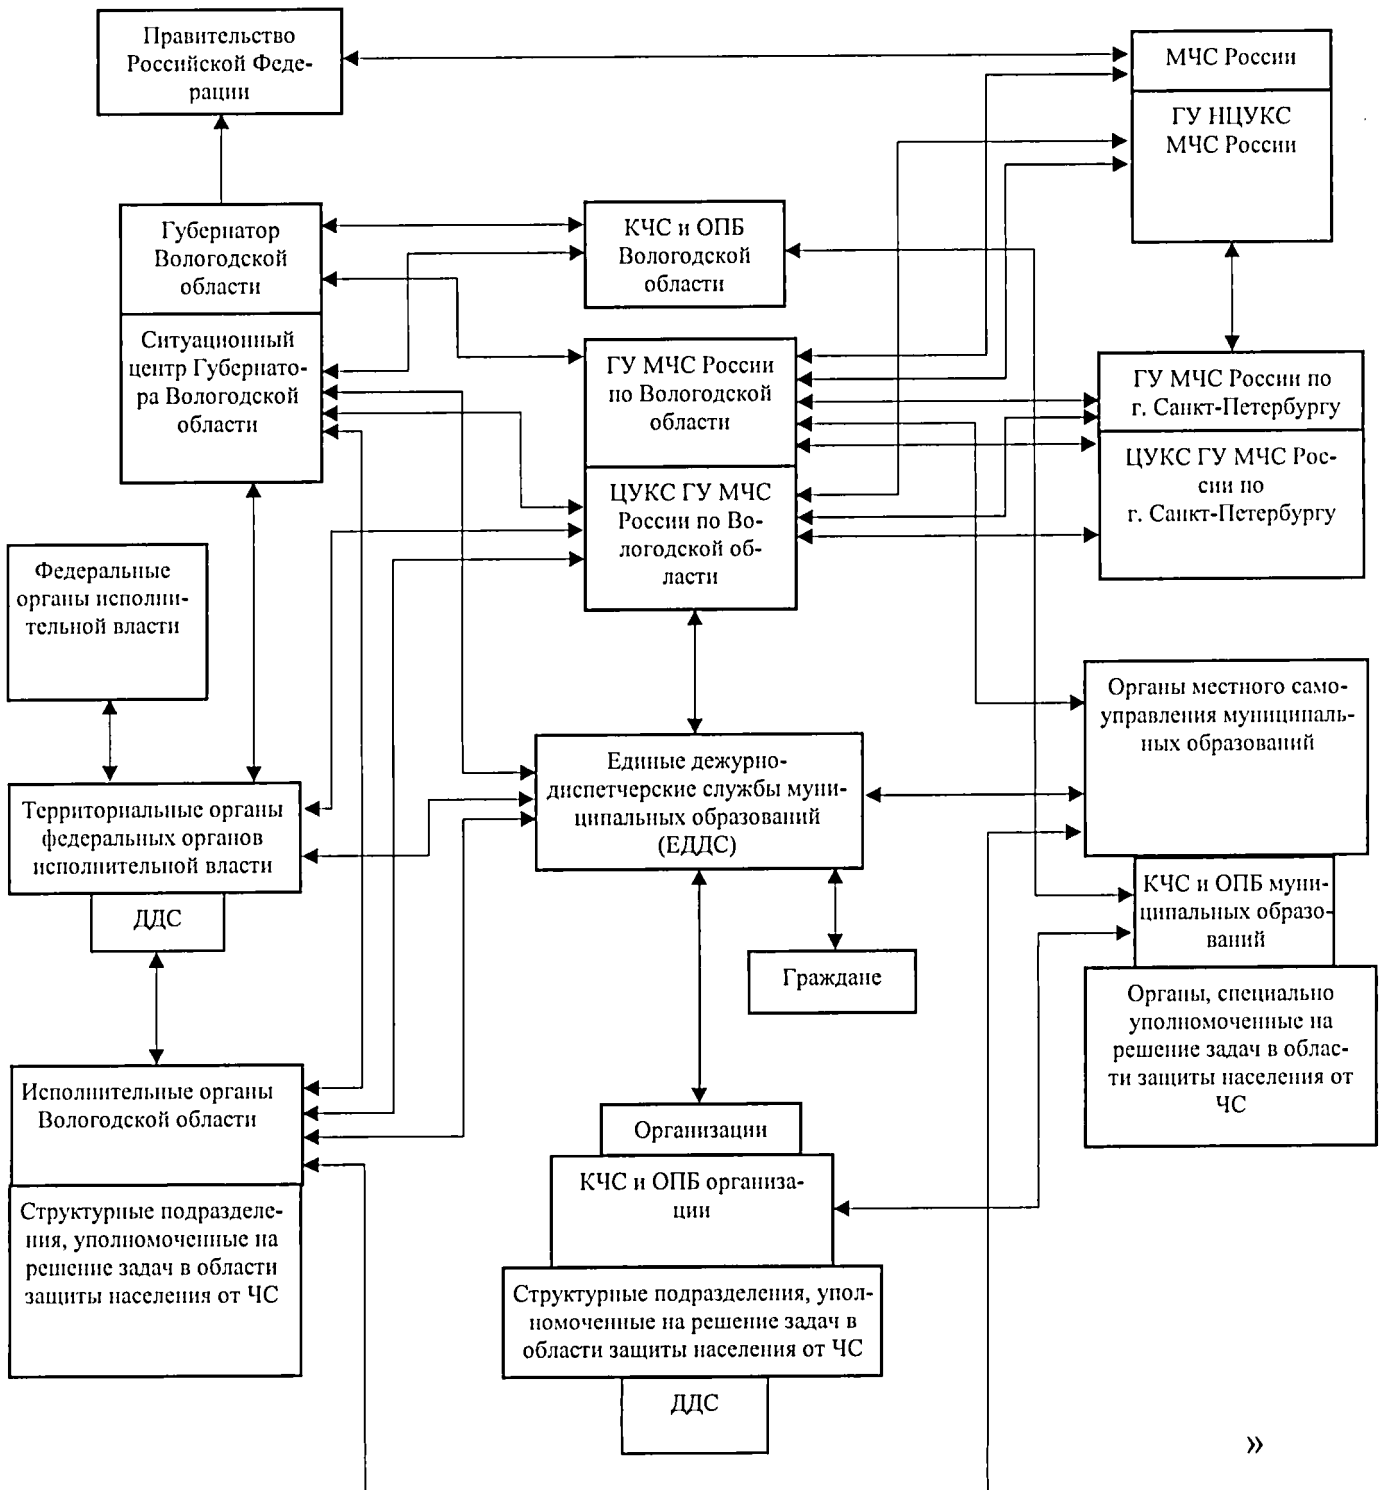 Правительство
Российской Феде-
рации
МЧС России
ГУ НЦУКС
МЧС России
Губернатор
Вологодской
области
КЧС и ОПБ
Вологодской
области
Ситуационный
центр Губернато-
ра Вологодской
области
ГУ МЧС России
по Вологодской
области
ГУ МЧС России по
г. Санкт-Петербургу
ЦУКС ГУ МЧС
России по Во-
логодской об-
ласти
ЦУКС ГУ МЧС Рос-
сии по
г. Санкт-Петербургу
Федеральные
органы исполни-
тельной власти
Органы местного само-
управления муниципаль-
ных образований
Единые дежурно-
диспетчерские службы муни-
ципальных образований
(ЕДДС)
Территориальные органы
федеральных органов
исполнительной власти
ДДС
КЧС и ОПБ муни-
ципальных образо-
ваний
Граждане
Органы, специально
уполномоченные на
решение задач в облас-
ти защиты населения от
ЧС
Исполнительные органы
Вологодской области
Организации
КЧС и ОПБ организа-
ции
Структурные подразделе-
ния, уполномоченные на
решение задач в области
защиты населения от ЧС
Структурные подразделения, упол-
номоченные на решение задач в
области защиты населения от ЧС
ДДС
»